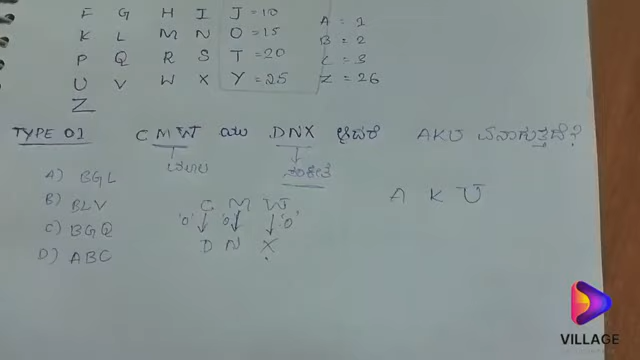 F G H I J=10
K L M N O=15
P Q R S T=20
U V W X Y=25
Z
A=1
B=2
C=3
Z=26
TYPE 01 CMW ಯು DNX ಆದರೆ AKU ಏನಾಗುತ್ತದೆ?
ಸಂಕೇತ
A) BGL
B) BLV
C) BGQ
D) ABC
C M W
'0' '0' '0'
D N X
A K U
VILLAGE